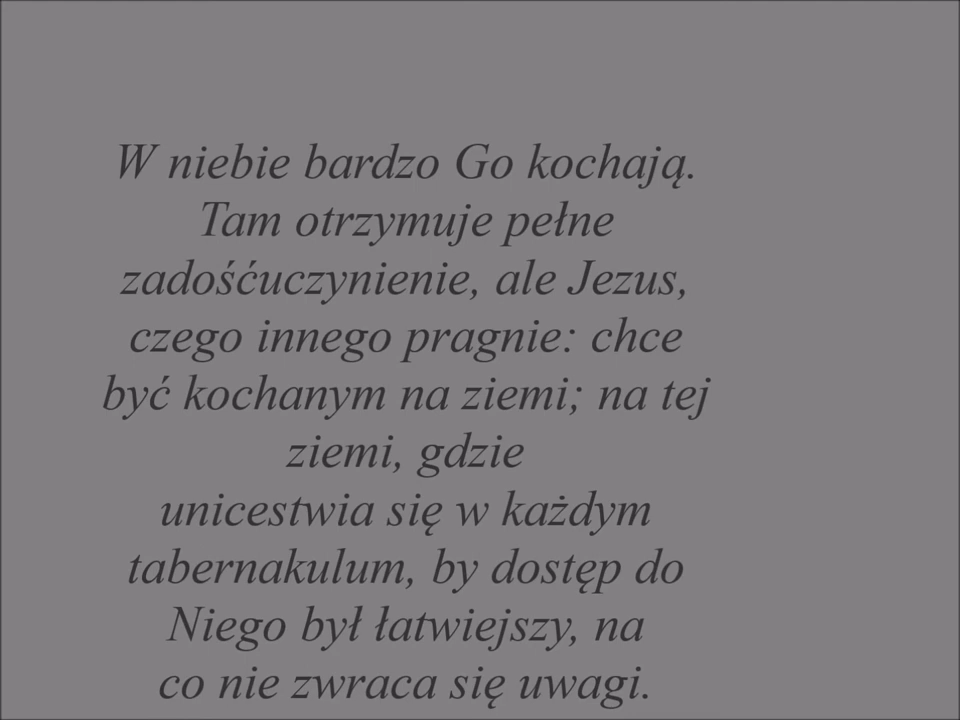 W niebie bardzo Go kochają.
Tam otrzymuje pełne
zadośćuczynienie, ale Jezus,
czego innego pragnie: chce
być kochanym na ziemi; na tej
ziemi, gdzie
unicestwia się w każdym
tabernakulum, by dostęp do
Niego był łatwiejszy, na
co nie zwraca się uwagi.